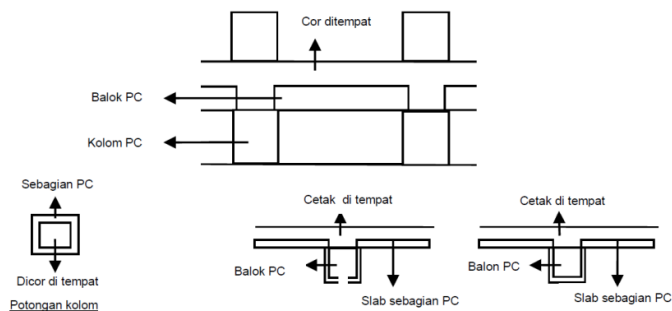 Cor ditempat
Balok PC
Kolom PC
Sebagian PC
Dicor di tempat
Potongan kolom
Cetak di tempat
Balok PC
Slab sebagian PC
Cetak di tempat
Balon PC
Slab sebagian PC